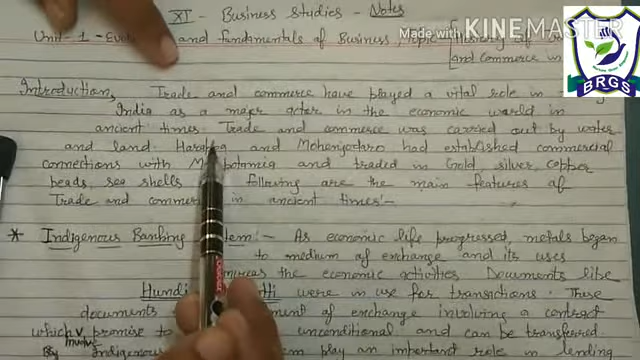 XI - Business Studies - Notes
Made with KINEMASTER
Unit - 1 - and fundamentals of Business, Topic History of
and Commerce in
BRGS
Introduction, Trade and commerce have played a vital role in
India as a major actor in the economic world in
ancient times. Trade and commerce was carried out by water
and land. and Mohenjodaro had established commercial
connections with and traded in Gold, silver, copper
beads, sea shells following are the main features of
Trade and in ancient times:-
* Indigenous Banking :- As economic life progressed, metals began
to medium of exchange and its uses
the economic activities. Documents like
Hundi were in use for transactions. These
documents of exchange involving a contract
which involve promise to unconditional and can be transferred.
By Indigenous play an important role in lending